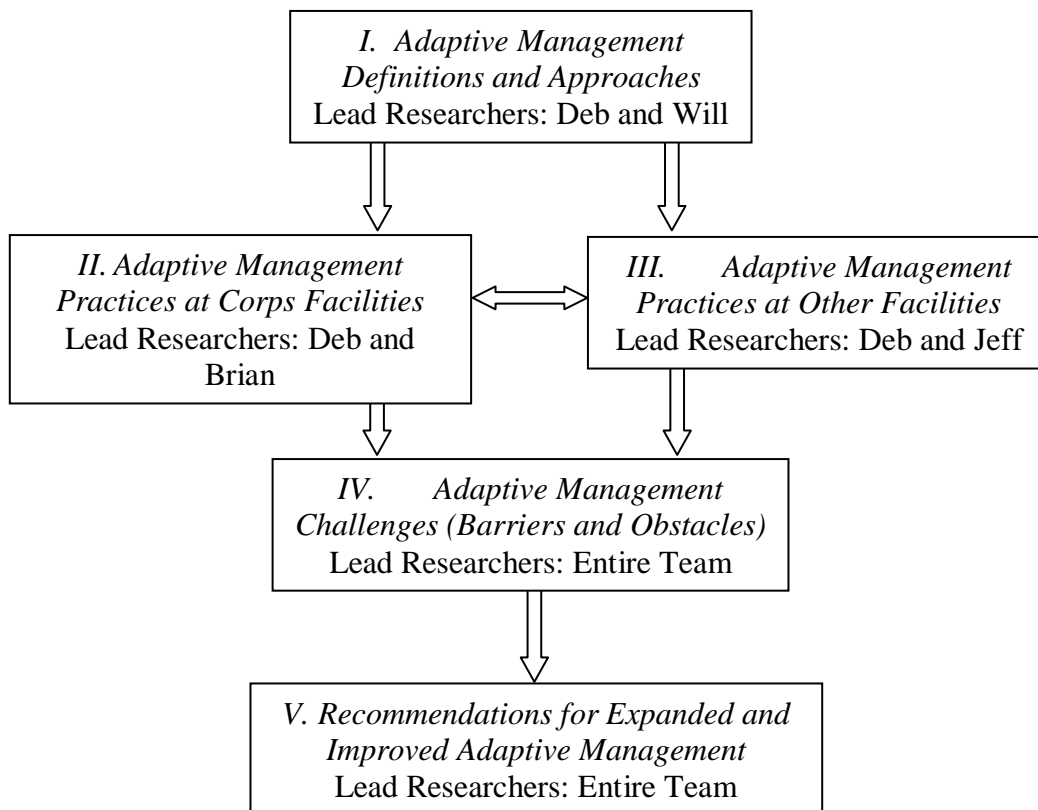 I. Adaptive Management
Definitions and Approaches
Lead Researchers: Deb and Will
II. Adaptive Management
Practices at Corps Facilities
Lead Researchers: Deb and
Brian
III. Adaptive Management
Practices at Other Facilities
Lead Researchers: Deb and Jeff
IV. Adaptive Management
Challenges (Barriers and Obstacles)
Lead Researchers: Entire Team
V. Recommendations for Expanded and
Improved Adaptive Management
Lead Researchers: Entire Team